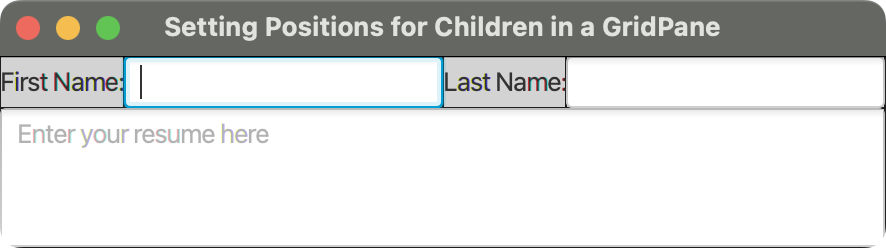 Setting Positions for Children in a GridPane
First Name: Last Name:
Enter your resume here